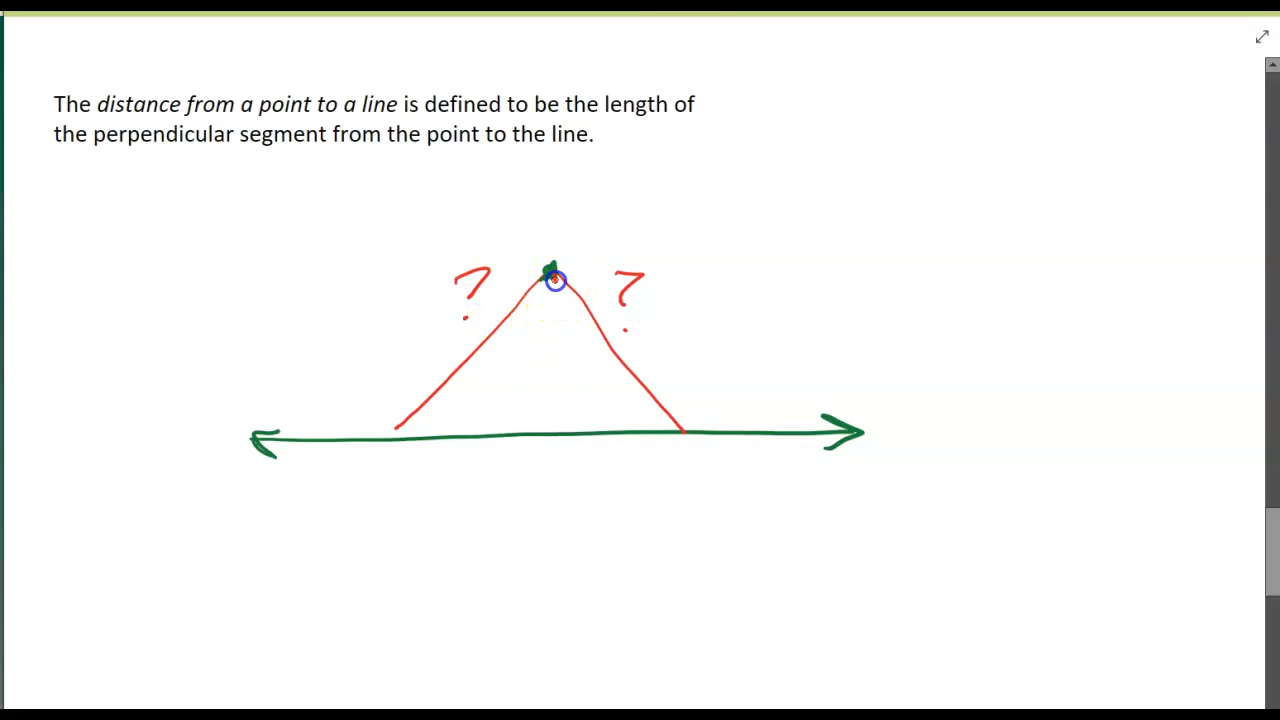 The distance from a point to a line is defined to be the length of
the perpendicular segment from the point to the line.
? ?